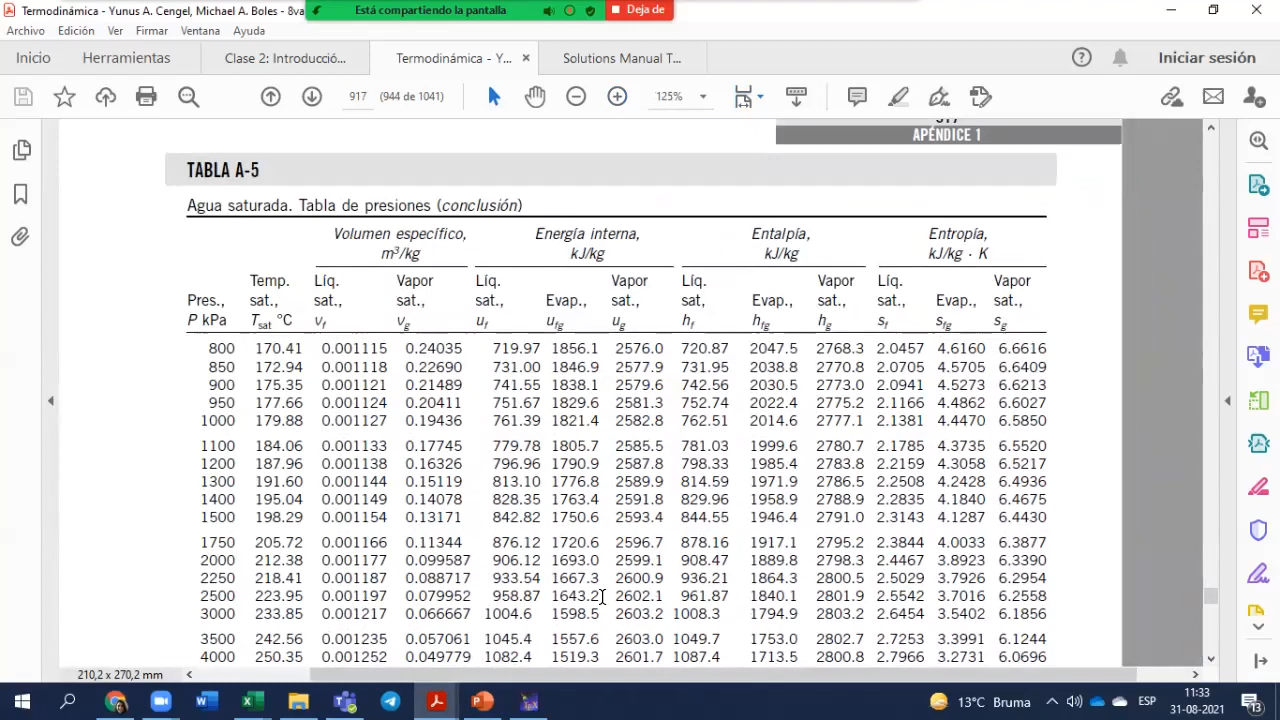 Termodinámica - Yunus A. Cengel, Michael A. Boles - 8va
Está compartiendo la pantalla
Deja de
Archivo Edición Ver Firmar Ventana Ayuda
Inicio Herramientas Clase 2: Introducció... Termodinámica - Y... × Solutions Manual T... Iniciar sesión
917 (944 de 1041) 125%
APÉNDICE 1
TABLA A-5
Agua saturada. Tabla de presiones (conclusión)
Volumen específico, Energía interna, Entalpía, Entropía,
m³/kg kJ/kg kJ/kg kJ/kg · K
Temp. Líq. Vapor Líq. Vapor Líq. Vapor Líq. Vapor
Pres., sat., sat., sat., sat., Evap., sat., sat., Evap., sat., sat., Evap., sat.,
P kPa Tsat °C vf vg uf ufg ug hf hfg hg sf sfg sg
800 170.41 0.001115 0.24035 719.97 1856.1 2576.0 720.87 2047.5 2768.3 2.0457 4.6160 6.6616
850 172.94 0.001118 0.22690 731.00 1846.9 2577.9 731.95 2038.8 2770.8 2.0705 4.5705 6.6409
900 175.35 0.001121 0.21489 741.55 1838.1 2579.6 742.56 2030.5 2773.0 2.0941 4.5273 6.6213
950 177.66 0.001124 0.20411 751.67 1829.6 2581.3 752.74 2022.4 2775.2 2.1166 4.4862 6.6027
1000 179.88 0.001127 0.19436 761.39 1821.4 2582.8 762.51 2014.6 2777.1 2.1381 4.4470 6.5850
1100 184.06 0.001133 0.17745 779.78 1805.7 2585.5 781.03 1999.6 2780.7 2.1785 4.3735 6.5520
1200 187.96 0.001138 0.16326 796.96 1790.9 2587.8 798.33 1985.4 2783.8 2.2159 4.3058 6.5217
1300 191.60 0.001144 0.15119 813.10 1776.8 2589.9 814.59 1971.9 2786.5 2.2508 4.2428 6.4936
1400 195.04 0.001149 0.14078 828.35 1763.4 2591.8 829.96 1958.9 2788.9 2.2835 4.1840 6.4675
1500 198.29 0.001154 0.13171 842.82 1750.6 2593.4 844.55 1946.4 2791.0 2.3143 4.1287 6.4430
1750 205.72 0.001166 0.11344 876.12 1720.6 2596.7 878.16 1917.1 2795.2 2.3844 4.0033 6.3877
2000 212.38 0.001177 0.099587 906.12 1693.0 2599.1 908.47 1889.8 2798.3 2.4467 3.8923 6.3390
2250 218.41 0.001187 0.088717 933.54 1667.3 2600.9 936.21 1864.3 2800.5 2.5029 3.7926 6.2954
2500 223.95 0.001197 0.079952 958.87 1643.2 2602.1 961.87 1840.1 2801.9 2.5542 3.7016 6.2558
3000 233.85 0.001217 0.066667 1004.6 1598.5 2603.2 1008.3 1794.9 2803.2 2.6454 3.5402 6.1856
3500 242.56 0.001235 0.057061 1045.4 1557.6 2603.0 1049.7 1753.0 2802.7 2.7253 3.3991 6.1244
4000 250.35 0.001252 0.049779 1082.4 1519.3 2601.7 1087.4 1713.5 2800.8 2.7966 3.2731 6.0696
210,2 x 270,2 mm
13°C Bruma ESP 11:33
31-08-2021 13